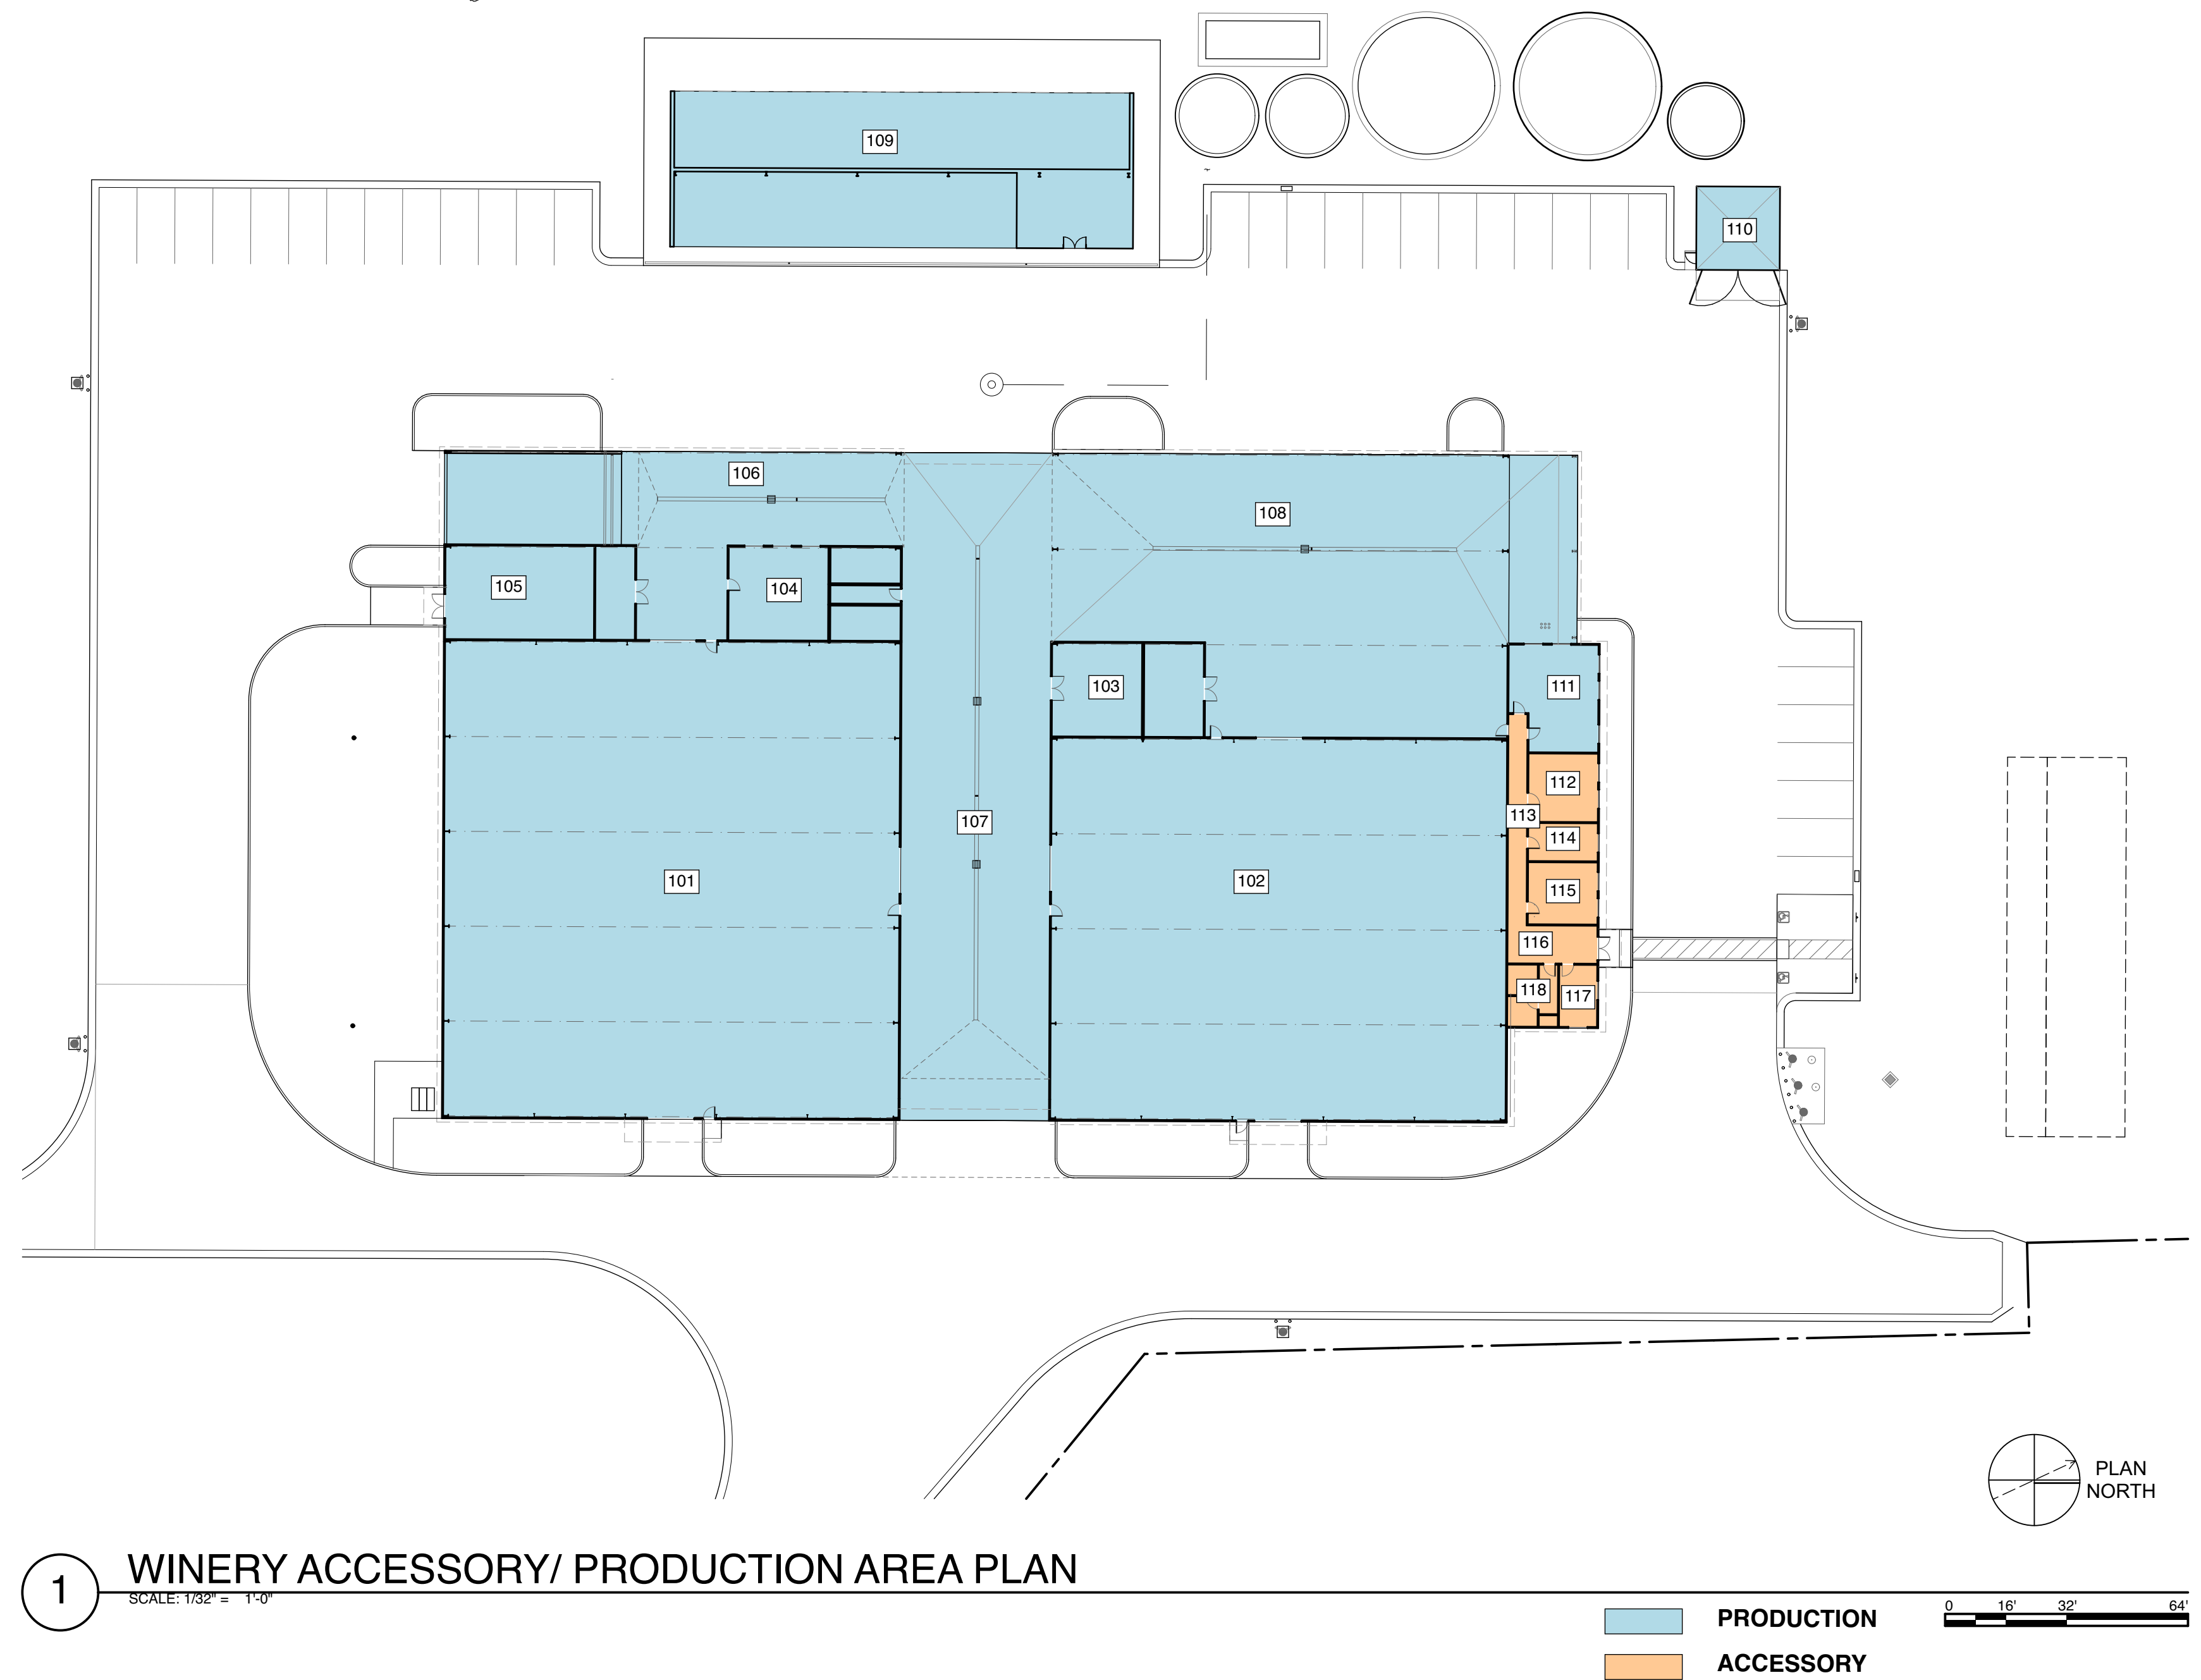 109
110
106
108
105
104
103
111
112
113
107
114
101
102
115
116
118
117
PLAN
NORTH
1
WINERY ACCESSORY/ PRODUCTION AREA PLAN
SCALE: 1/32" = 1'-0"
0 16' 32' 64'
PRODUCTION
ACCESSORY